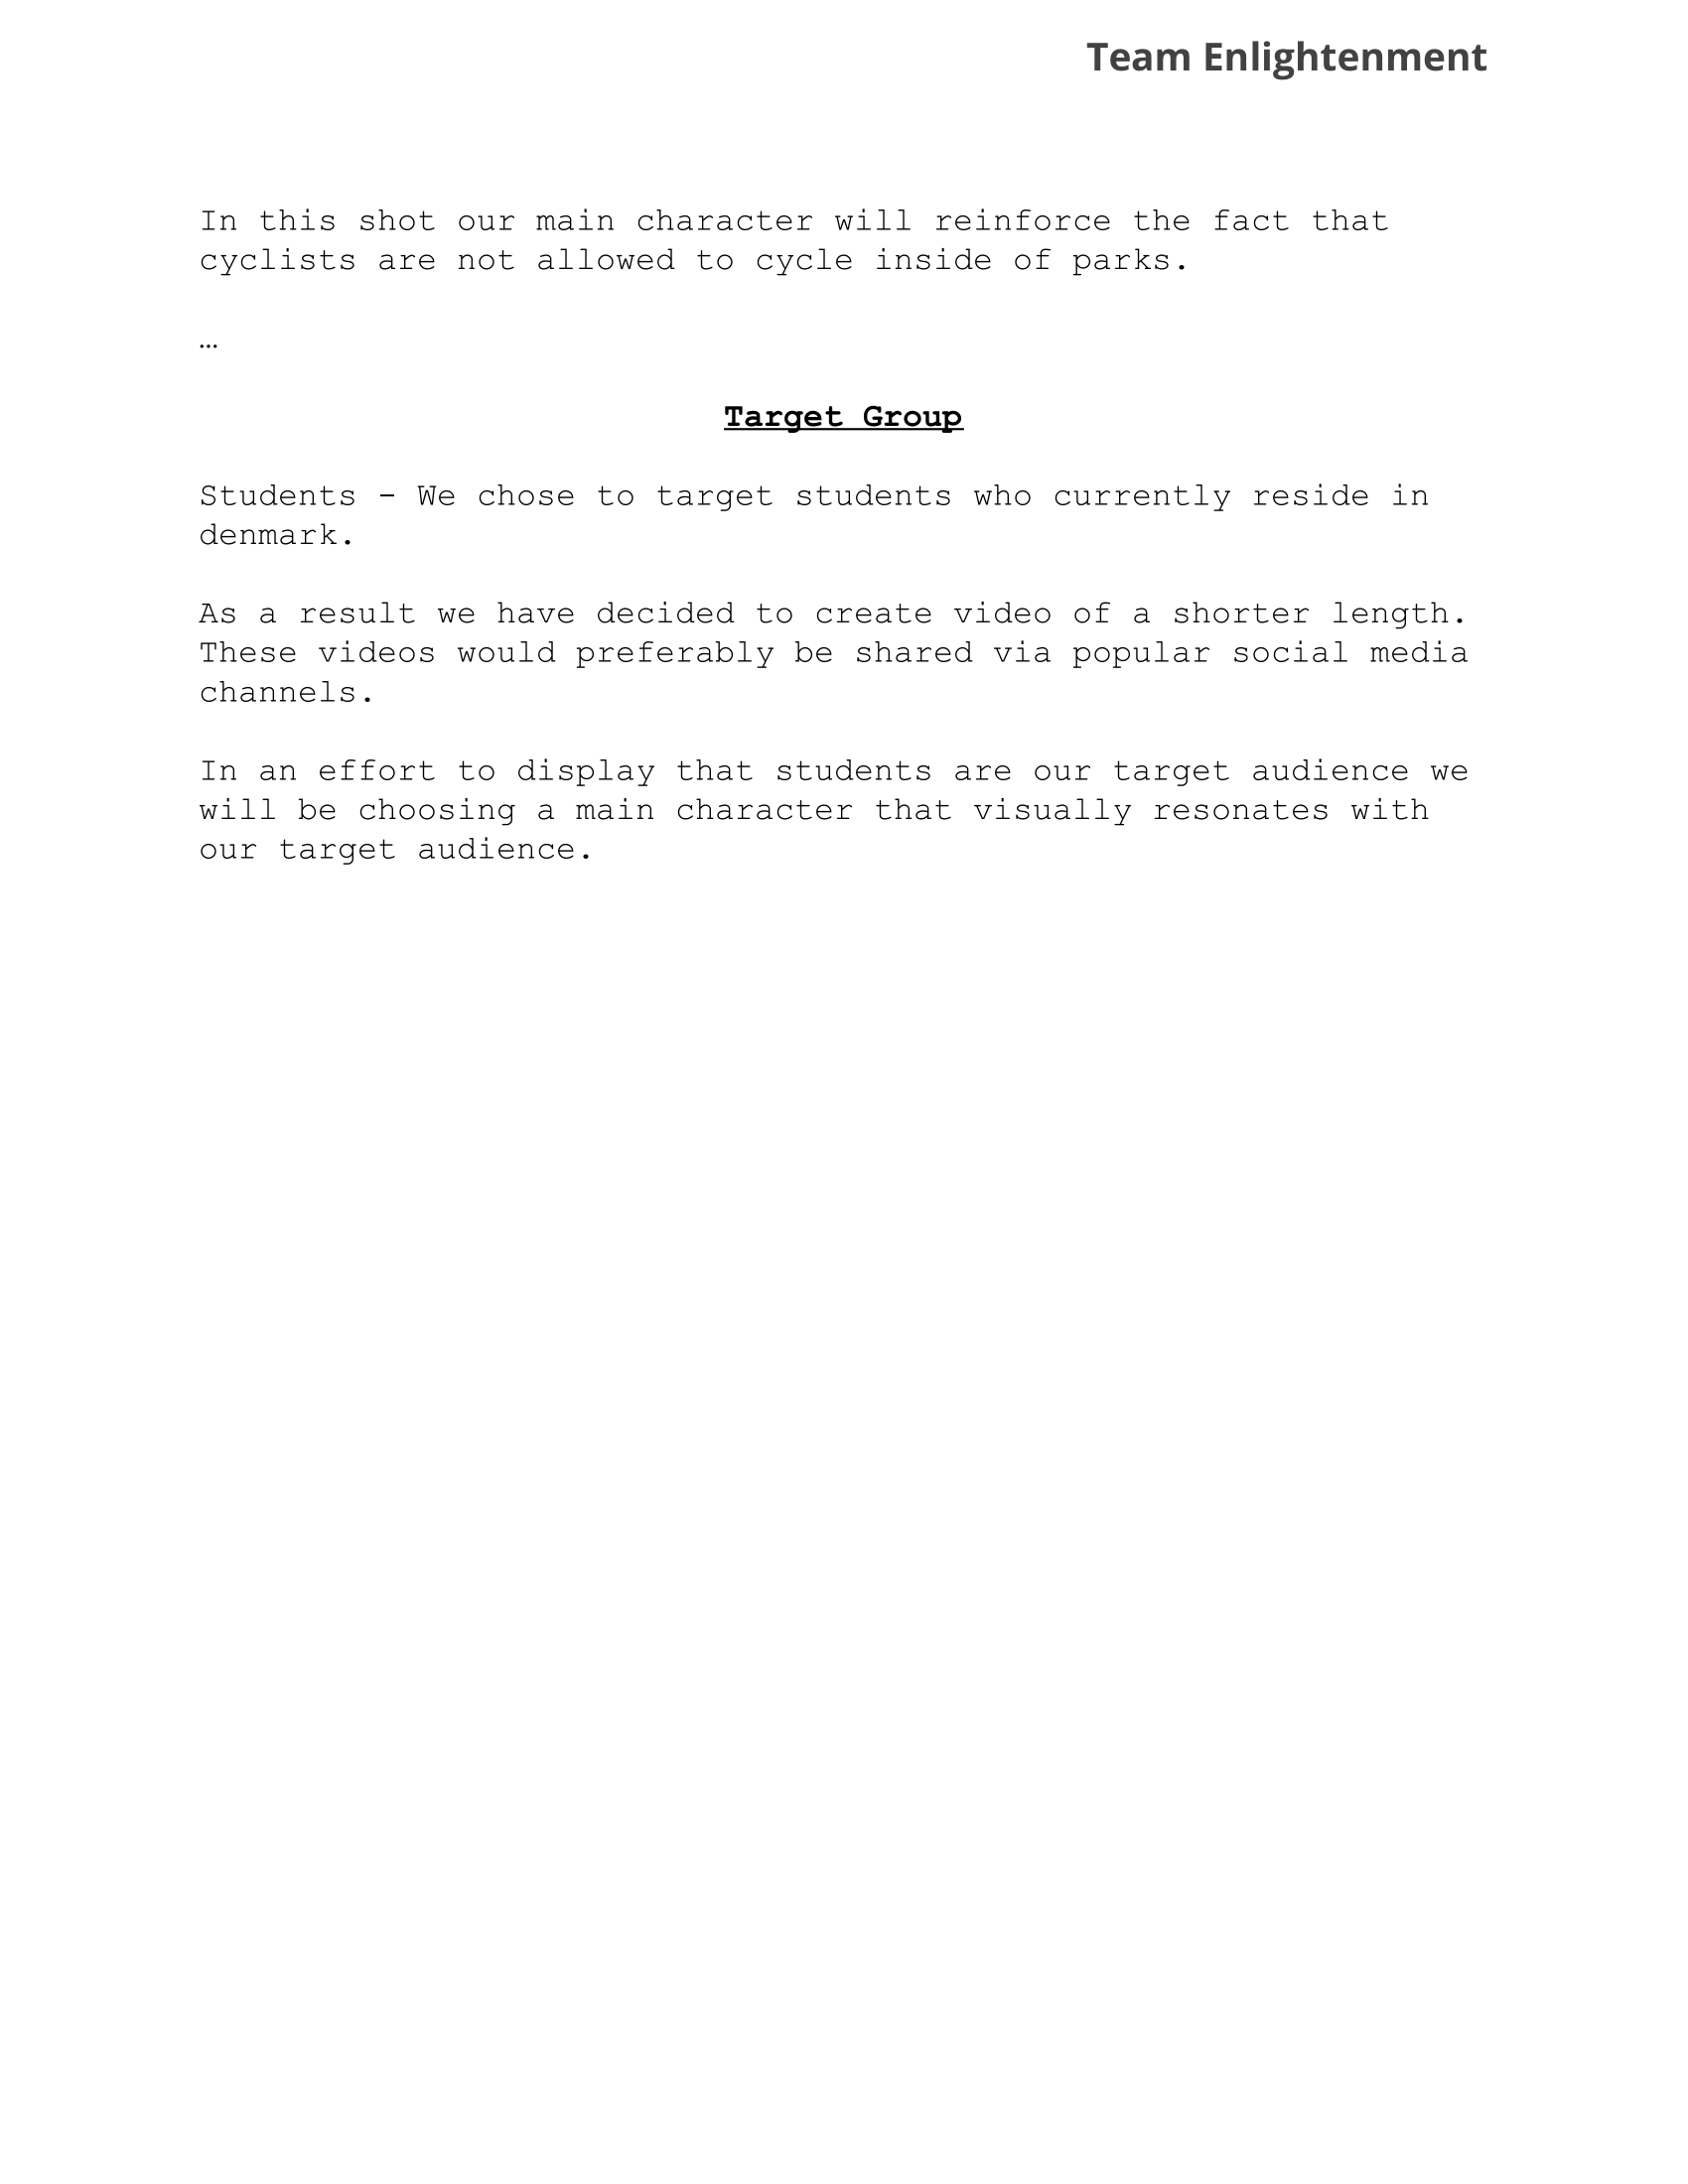 Team Enlightenment
In this shot our main character will reinforce the fact that
cyclists are not allowed to cycle inside of parks.
…
Target Group
Students - We chose to target students who currently reside in
denmark.
As a result we have decided to create video of a shorter length.
These videos would preferably be shared via popular social media
channels.
In an effort to display that students are our target audience we
will be choosing a main character that visually resonates with
our target audience.